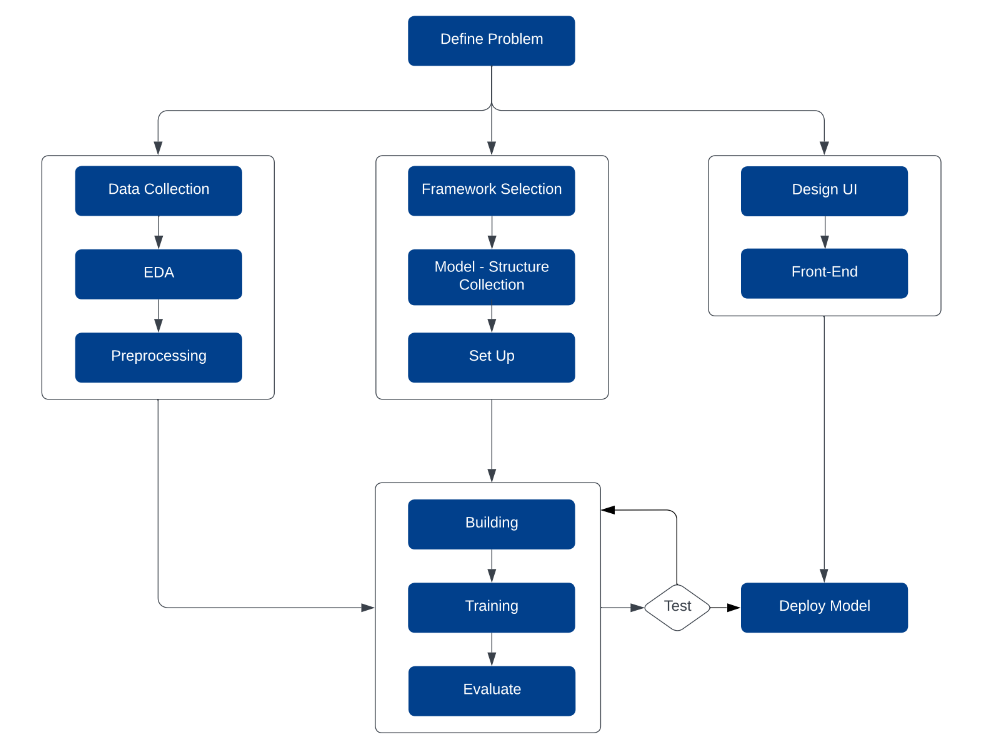 Define Problem
Data Collection
EDA
Preprocessing
Framework Selection
Model - Structure
Collection
Set Up
Design UI
Front-End
Building
Training
Evaluate
Test
Deploy Model